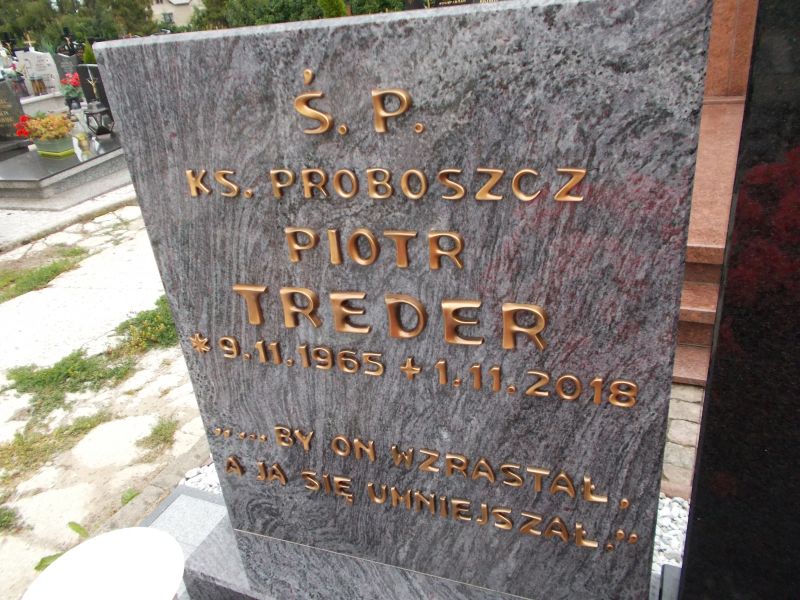 Ś. P.
KS. PROBOSZCZ
PIOTR
TREDER
* 9.11.1965 + 1.11.2018
„... BY ON WZRASTAŁ,
A JA SIĘ UMNIEJSZAŁ."